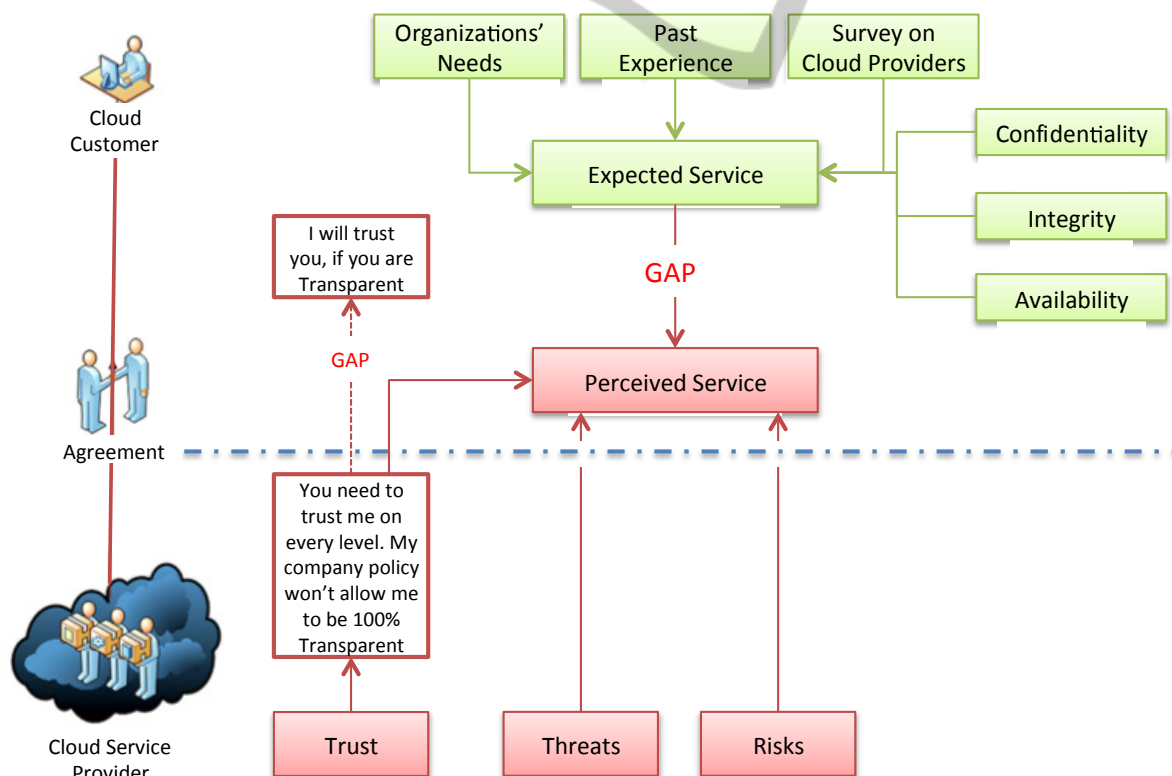 Organizations’
Needs
Past
Experience
Survey on
Cloud Providers
Cloud
Customer
Confidentiality
Expected Service
Integrity
I will trust
you, if you are
Transparent
GAP
Availability
GAP
Perceived Service
Agreement
You need to
trust me on
every level. My
company policy
won’t allow me
to be 100%
Transparent
Trust
Threats
Risks
Cloud Service
Provider